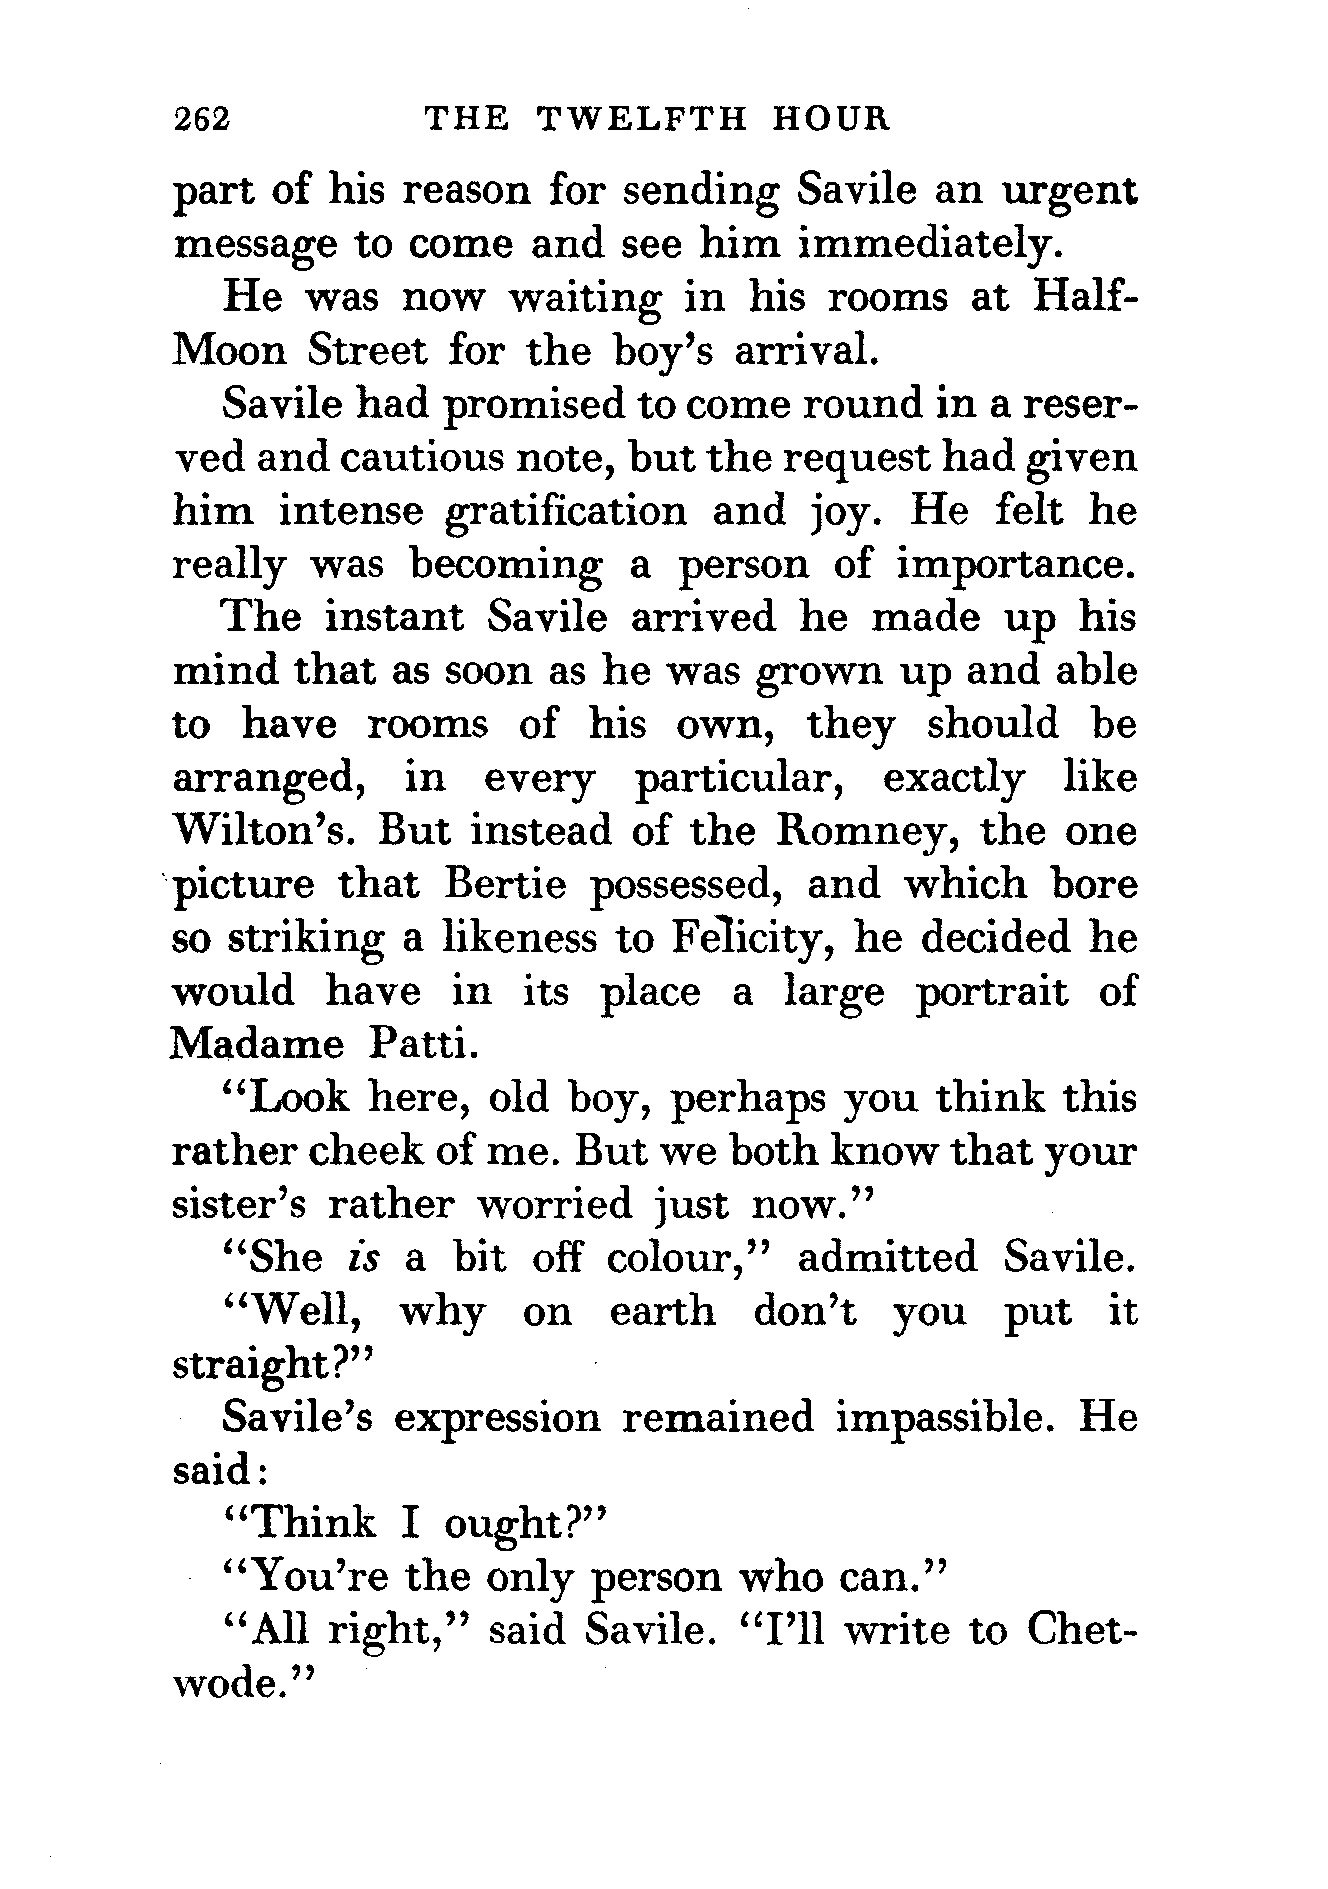 262 THE TWELFTH HOUR
part of his reason for sending Savile an urgent
message to come and see him immediately.
He was now waiting in his rooms at Half-
Moon Street for the boy's arrival.
Savile had promised to come round in a reser-
ved and cautious note, but the request had given
him intense gratification and joy. He felt he
really was becoming a person of importance.
The instant Savile arrived he made up his
mind that as soon as he was grown up and able
to have rooms of his own, they should be
arranged, in every particular, exactly like
Wilton's. But instead of the Romney, the one
picture that Bertie possessed, and which bore
so striking a likeness to Felicity, he decided he
would have in its place a large portrait of
Madame Patti.
"Look here, old boy, perhaps you think this
rather cheek of me. But we both know that your
sister's rather worried just now."
"She is a bit off colour," admitted Savile.
"Well, why on earth don't you put it
straight?"
Savile's expression remained impassible. He
said:
"Think I ought?"
"You're the only person who can."
"All right," said Savile. "I'll write to Chet-
wode."